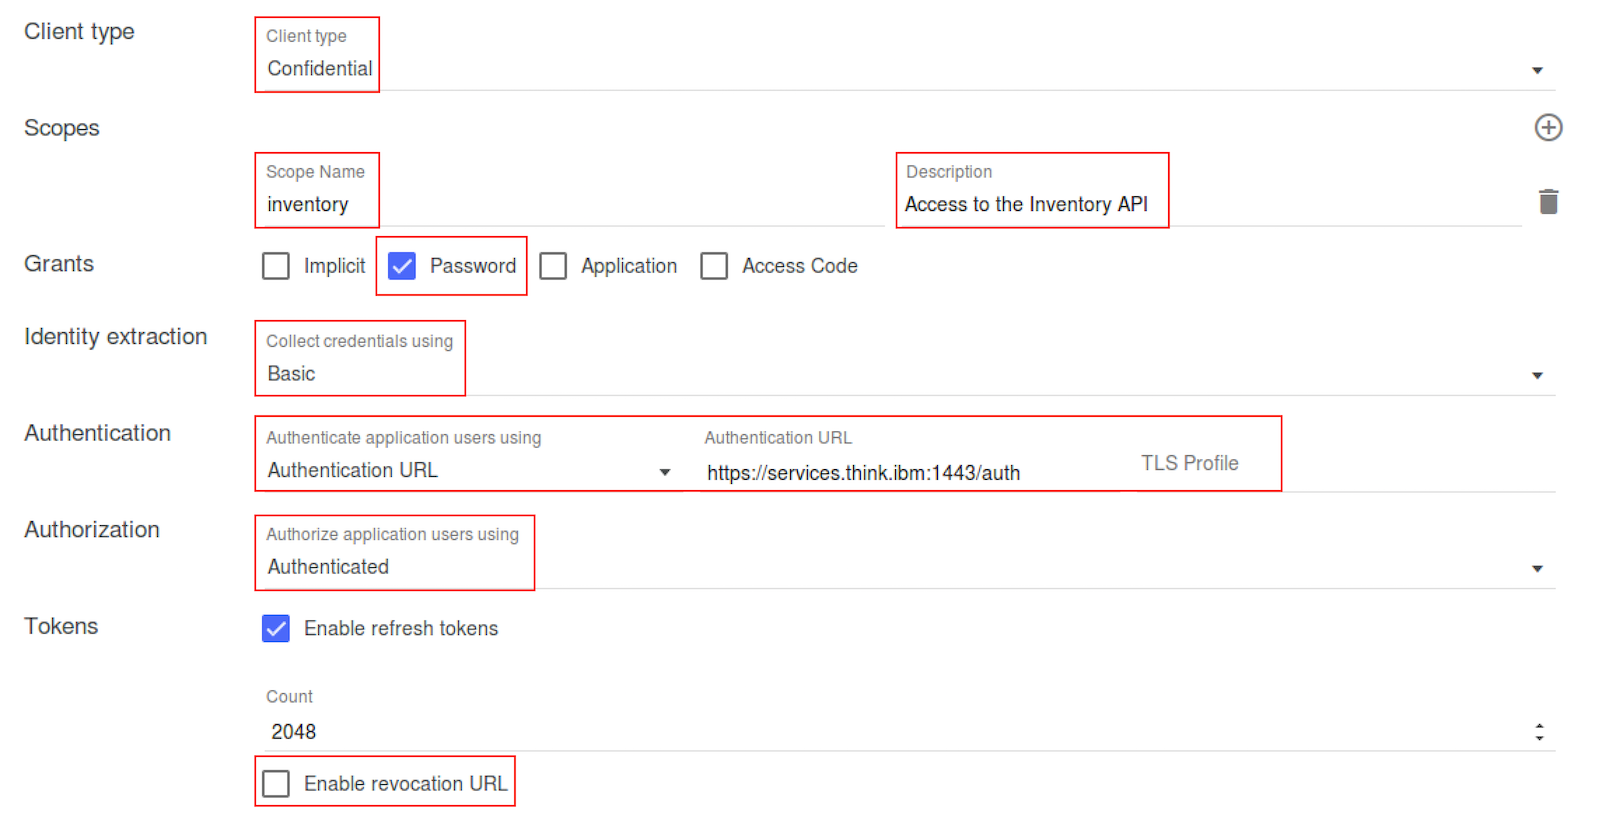 Client type
Client type
Confidential
Scopes
Scope Name
inventory
Description
Access to the Inventory API
Grants
Implicit
Password
Application
Access Code
Identity extraction
Collect credentials using
Basic
Authentication
Authenticate application users using
Authentication URL
Authentication URL
https://services.think.ibm:1443/auth
TLS Profile
Authorization
Authorize application users using
Authenticated
Tokens
Enable refresh tokens
Count
2048
Enable revocation URL